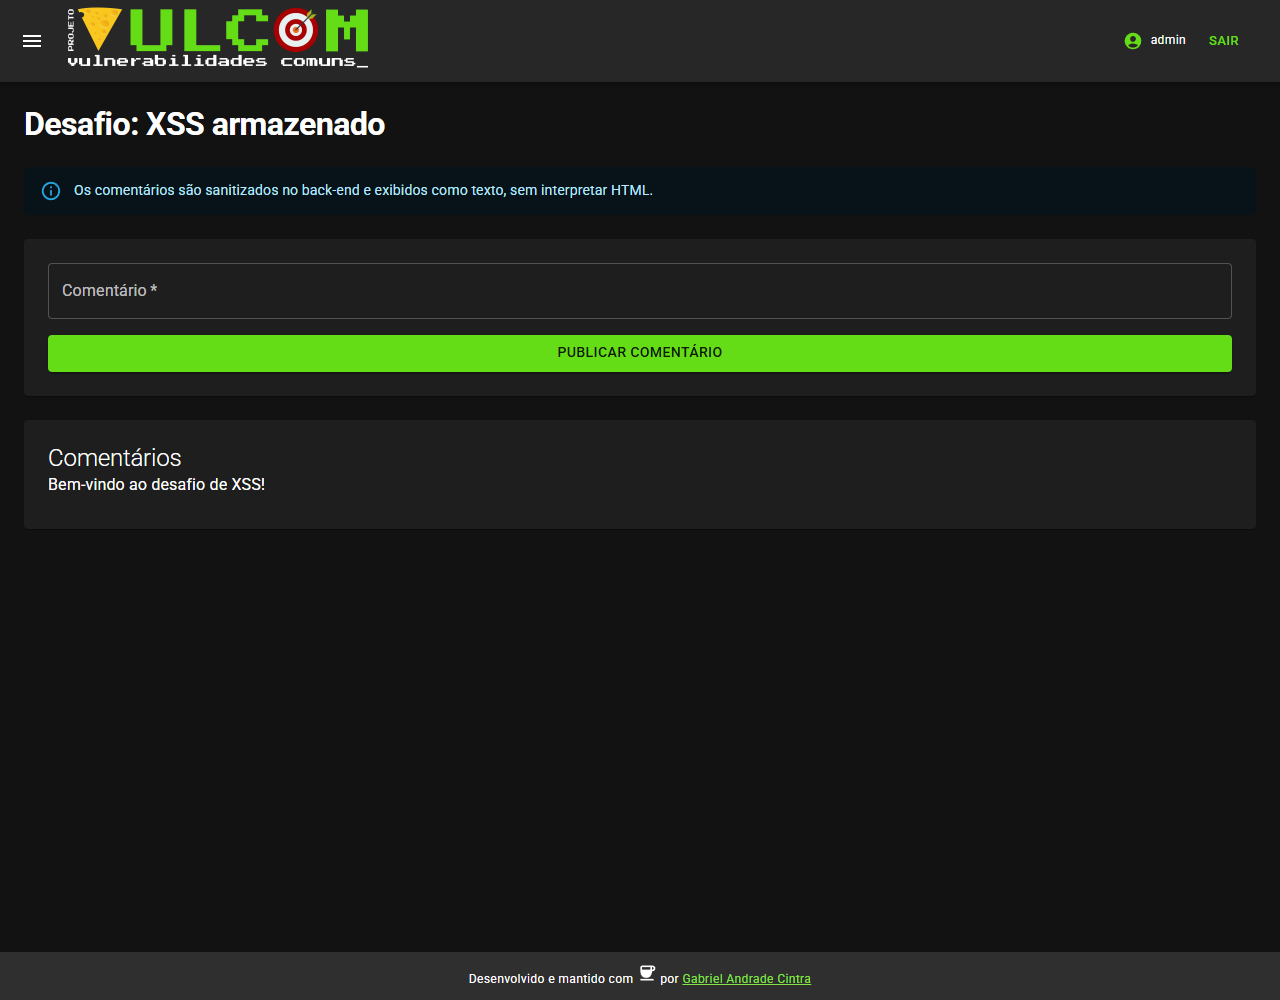 PROJETO VULCOM
vulnerabilidades comuns_
admin
SAIR
Desafio: XSS armazenado
Os comentários são sanitizados no back-end e exibidos como texto, sem interpretar HTML.
Comentário *
PUBLICAR COMENTÁRIO
Comentários
Bem-vindo ao desafio de XSS!
Desenvolvido e mantido com por Gabriel Andrade Cintra